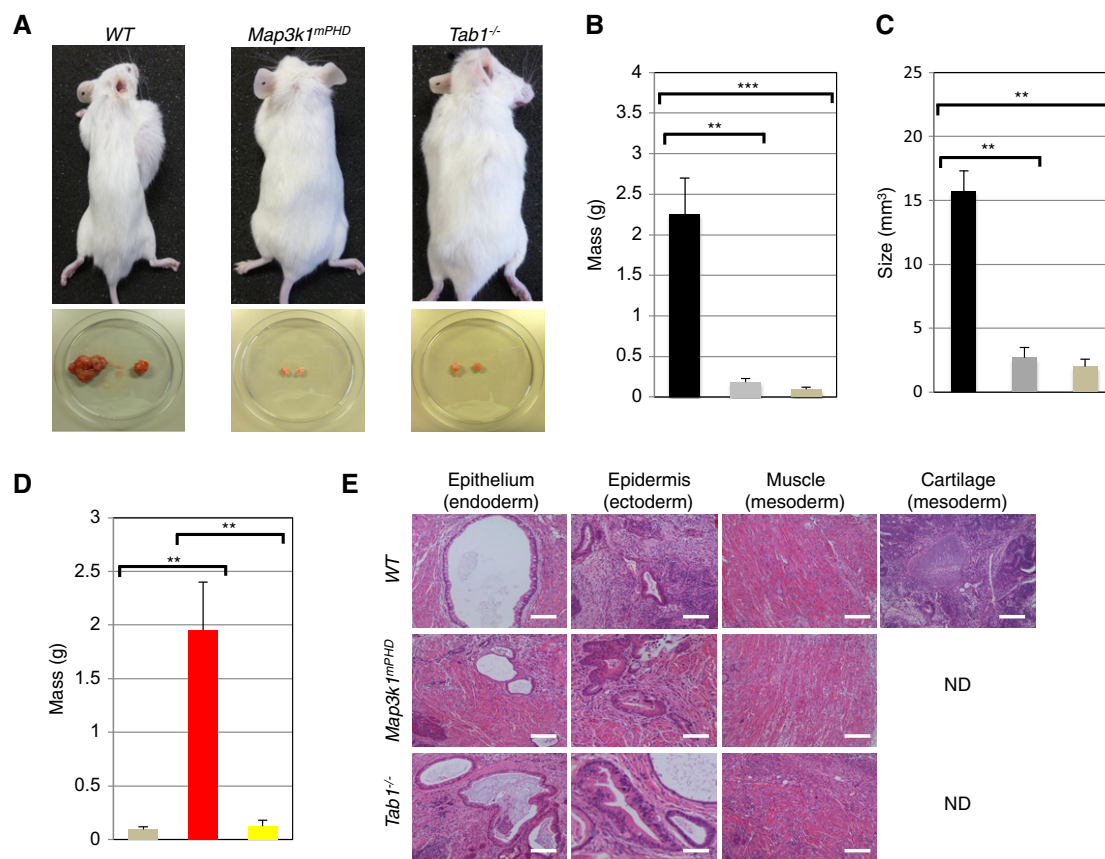 A
WT
Map3k1mPHD
Tab1-/-
B
4
3.5
3
2.5
2
1.5
1
0.5
0
Mass (g)
***
**
C
25
20
15
10
5
0
Size (mm3)
**
**
D
3
2.5
2
1.5
1
0.5
0
Mass (g)
**
**
E
Epithelium
(endoderm)
Epidermis
(ectoderm)
Muscle
(mesoderm)
Cartilage
(mesoderm)
WT
Map3k1mPHD
ND
Tab1-/-
ND